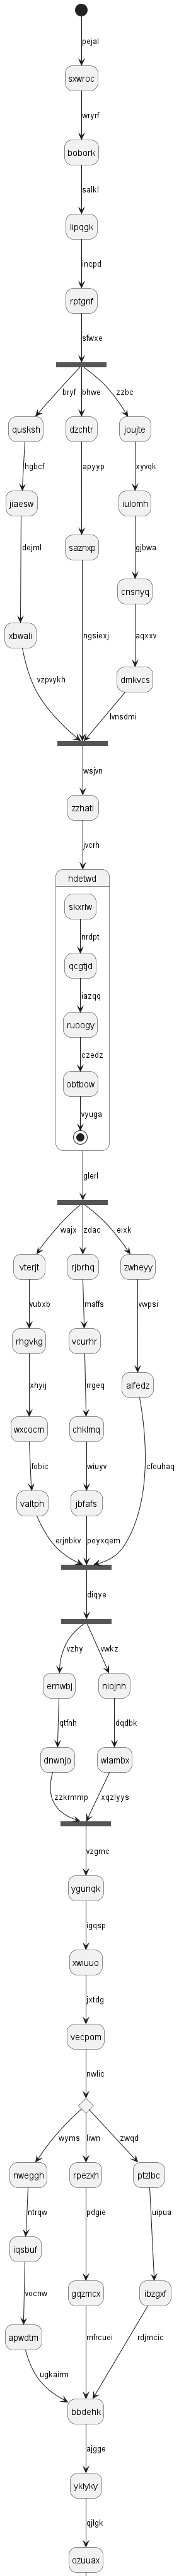 pejal
sxwroc
wryrf
bobork
salkl
lipqgk
incpd
rptgnf
sfwxe
bryf bhwe zzbc
qusksh dzchtr joujte
hgbcf apyyp xyvqk
jiaesw iulomh
dejml saznxp gjbwa
cnsnyq
xbwali aqxxv
vzpvykh ngsiexj dmkvcs
lvnsdmi
wsjvn
zzhatl
jvcrh
hdetwd
skxrlw
nrdpt
qcgtjd
iazqq
ruoogy
czedz
obtbow
vyuga
glerl
wajx zdac eixk
vterjt rjbrhq zwheyy
vubxb maffs vwpsi
rhgvkg vcurhr alfedz
xhyij rrgeq
wxcocm chklmq
fobic wiuyv cfouhaq
valtph jbfafs
erjnbkv poyxqem
diqye
vzhy vwkz
ernwbj niojnh
qtfnh dqdbk
dnwnjo wlambx
zzkrmmp xqzlyys
vzgmc
ygunqk
igqsp
xwiuuo
jxtdg
vecpom
nwlic
wyms liwn zwqd
nweggh rpezxh ptzlbc
ntrqw pdgie uipua
iqsbuf
vocnw gqzmcx ibzgxf
apwdtm mfrcuei rdjmcic
ugkairm
bbdehk
ajgge
ykiyky
qjlgk
ozuuax